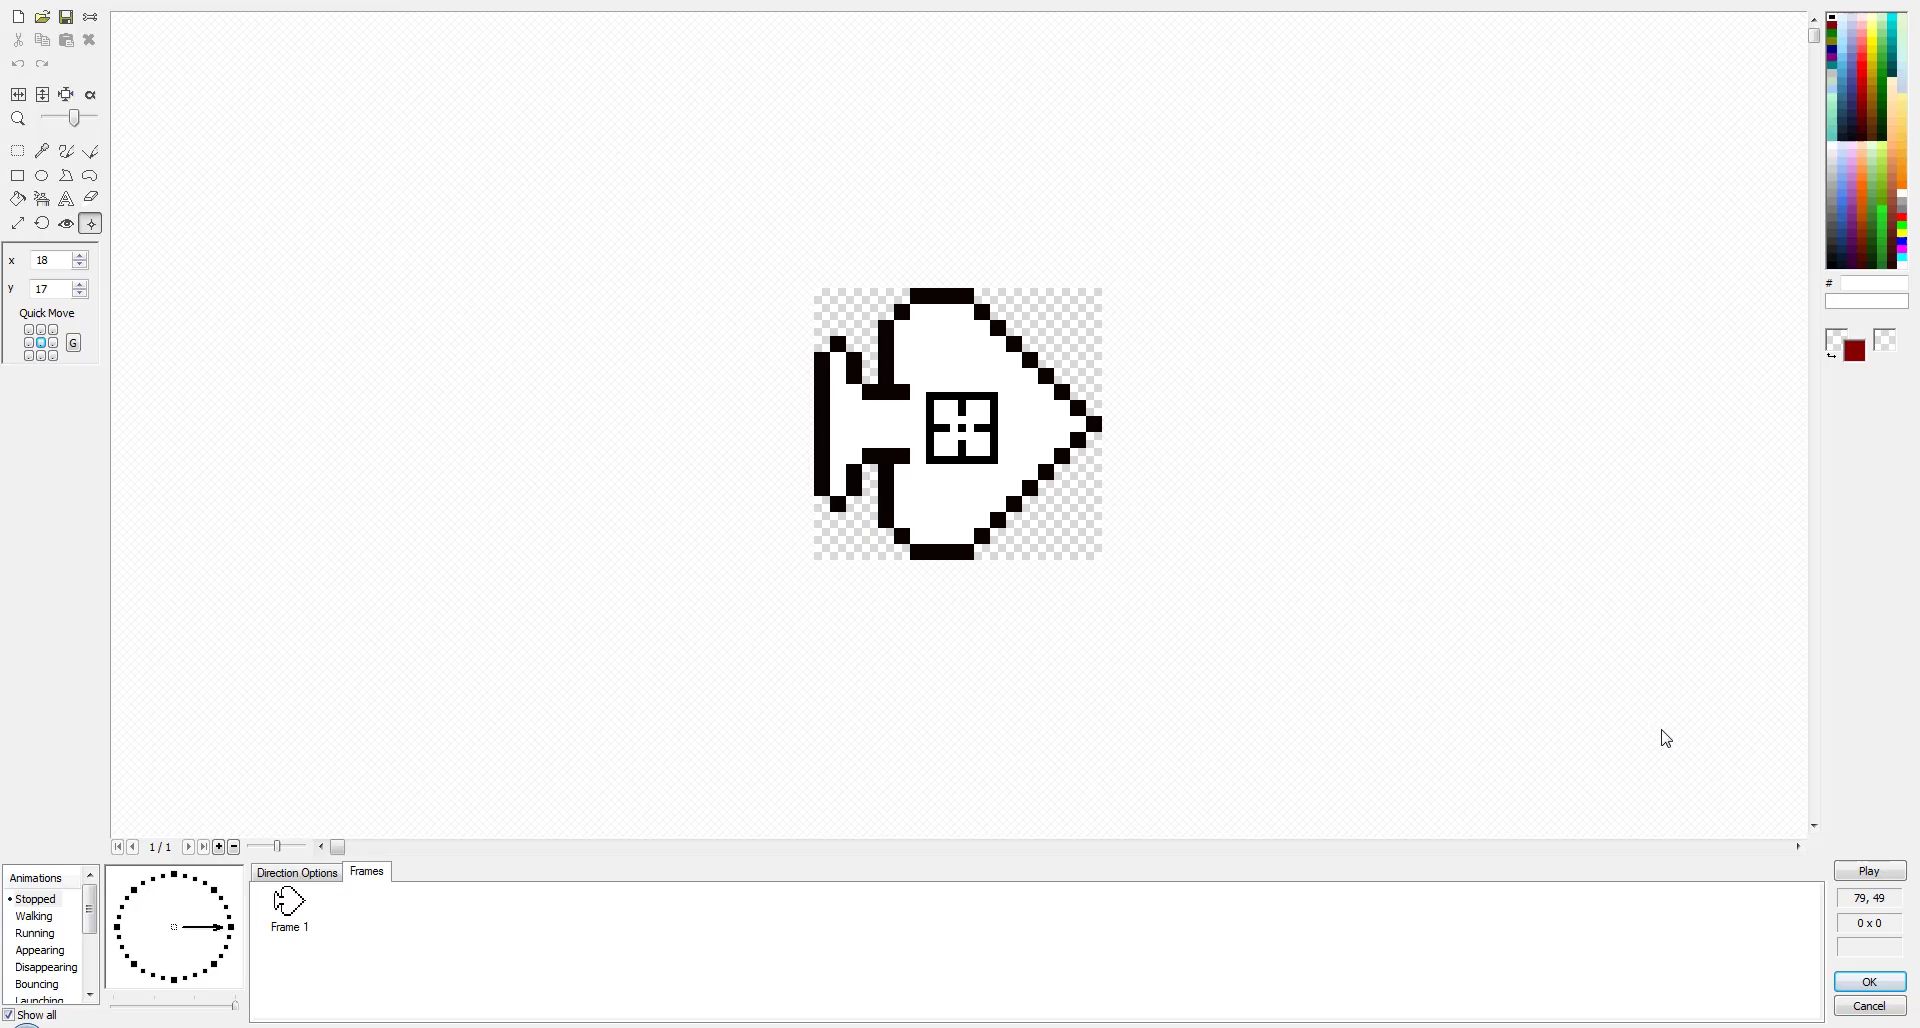 x 18
y 17
Quick Move
G
#
1 / 1
Animations
Stopped
Walking
Running
Appearing
Disappearing
Bouncing
Launching
Show all
Direction Options Frames
Frame 1
Play
79, 49
0 x 0
OK
Cancel